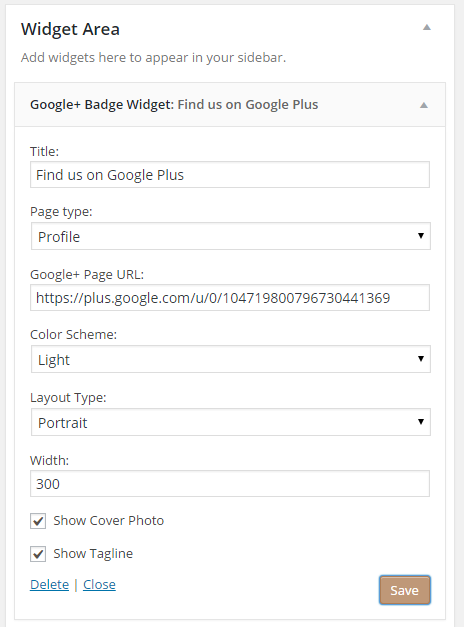 Widget Area
Add widgets here to appear in your sidebar.
Google+ Badge Widget: Find us on Google Plus
Title:
Find us on Google Plus
Page type:
Profile
Google+ Page URL:
https://plus.google.com/u/0/104719800796730441369
Color Scheme:
Light
Layout Type:
Portrait
Width:
300
Show Cover Photo
Show Tagline
Delete | Close
Save